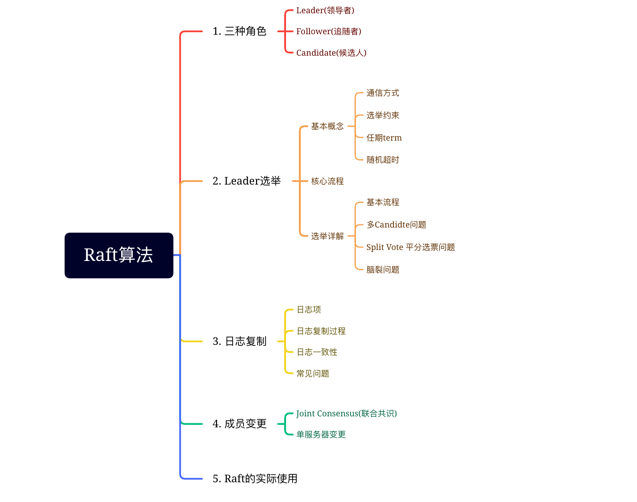 Raft算法
1. 三种角色
Leader(领导者)
Follower(追随者)
Candidate(候选人)
2. Leader选举
基本概念
通信方式
选举约束
任期term
随机超时
核心流程
选举详解
基本流程
多Candidte问题
Split Vote 平分选票问题
脑裂问题
3. 日志复制
日志项
日志复制过程
日志一致性
常见问题
4. 成员变更
Joint Consensus(联合共识)
单服务器变更
5. Raft的实际使用